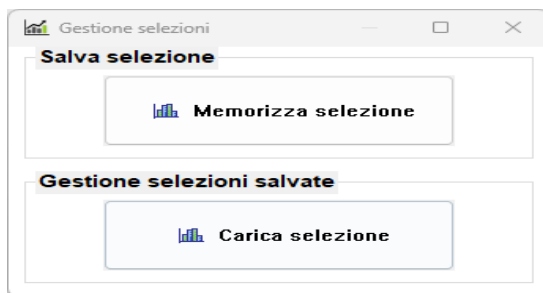 Gestione selezioni
Salva selezione
Memorizza selezione
Gestione selezioni salvate
Carica selezione